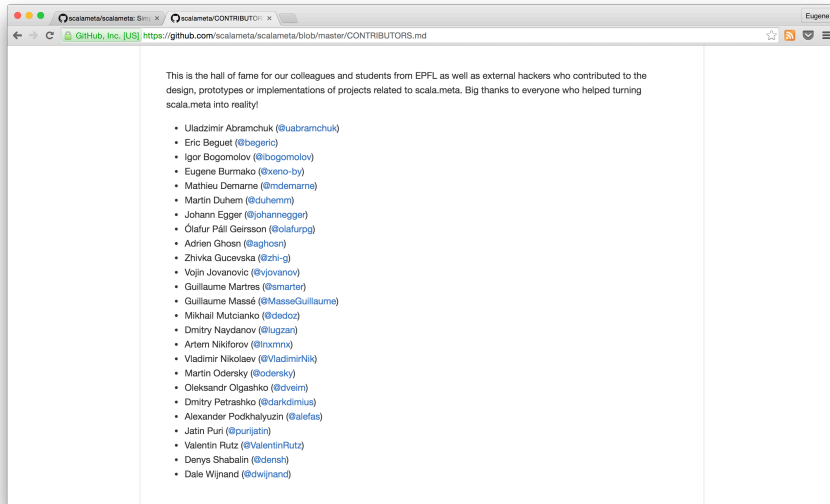 scalameta/scalameta: Sim
scalameta/CONTRIBUTOR
Eugene
GitHub, Inc. [US] https://github.com/scalameta/scalameta/blob/master/CONTRIBUTORS.md
This is the hall of fame for our colleagues and students from EPFL as well as external hackers who contributed to the
design, prototypes or implementations of projects related to scala.meta. Big thanks to everyone who helped turning
scala.meta into reality!
• Uladzimir Abramchuk (@uabramchuk)
• Eric Beguet (@begeric)
• Igor Bogomolov (@ibogomolov)
• Eugene Burmako (@xeno-by)
• Mathieu Demarne (@mdemarne)
• Martin Duhem (@duhemm)
• Johann Egger (@johannegger)
• Ólafur Páll Geirsson (@olafurpg)
• Adrien Ghosn (@aghosn)
• Zhivka Gucevska (@zhi-g)
• Vojin Jovanovic (@vjovanov)
• Guillaume Martres (@smarter)
• Guillaume Massé (@MasseGuillaume)
• Mikhail Mutcianko (@dedoz)
• Dmitry Naydanov (@lugzan)
• Artem Nikiforov (@lnxmnx)
• Vladimir Nikolaev (@VladimirNik)
• Martin Odersky (@odersky)
• Oleksandr Olgashko (@dveim)
• Dmitry Petrashko (@darkdimius)
• Alexander Podkhalyuzin (@alefas)
• Jatin Puri (@purijatin)
• Valentin Rutz (@ValentinRutz)
• Denys Shabalin (@densh)
• Dale Wijnand (@dwijnand)